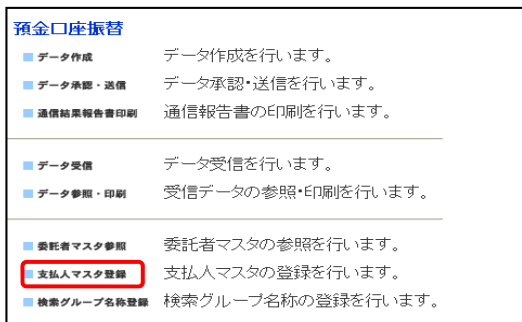 預金口座振替
データ作成 データ作成を行います。
データ承認・送信 データ承認・送信を行います。
通信結果報告書印刷 通信報告書の印刷を行います。
データ受信 データ受信を行います。
データ参照・印刷 受信データの参照・印刷を行います。
委託者マスタ参照 委託者マスタの参照を行います。
支払人マスタ登録 支払人マスタの登録を行います。
検索グループ名称登録 検索グループ名称の登録を行います。